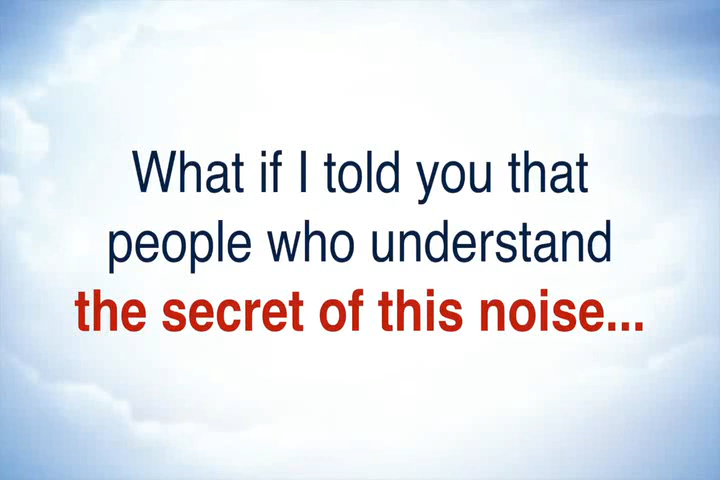 What if I told you that
people who understand
the secret of this noise...